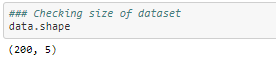 ### Checking size of dataset
data.shape
(200, 5)